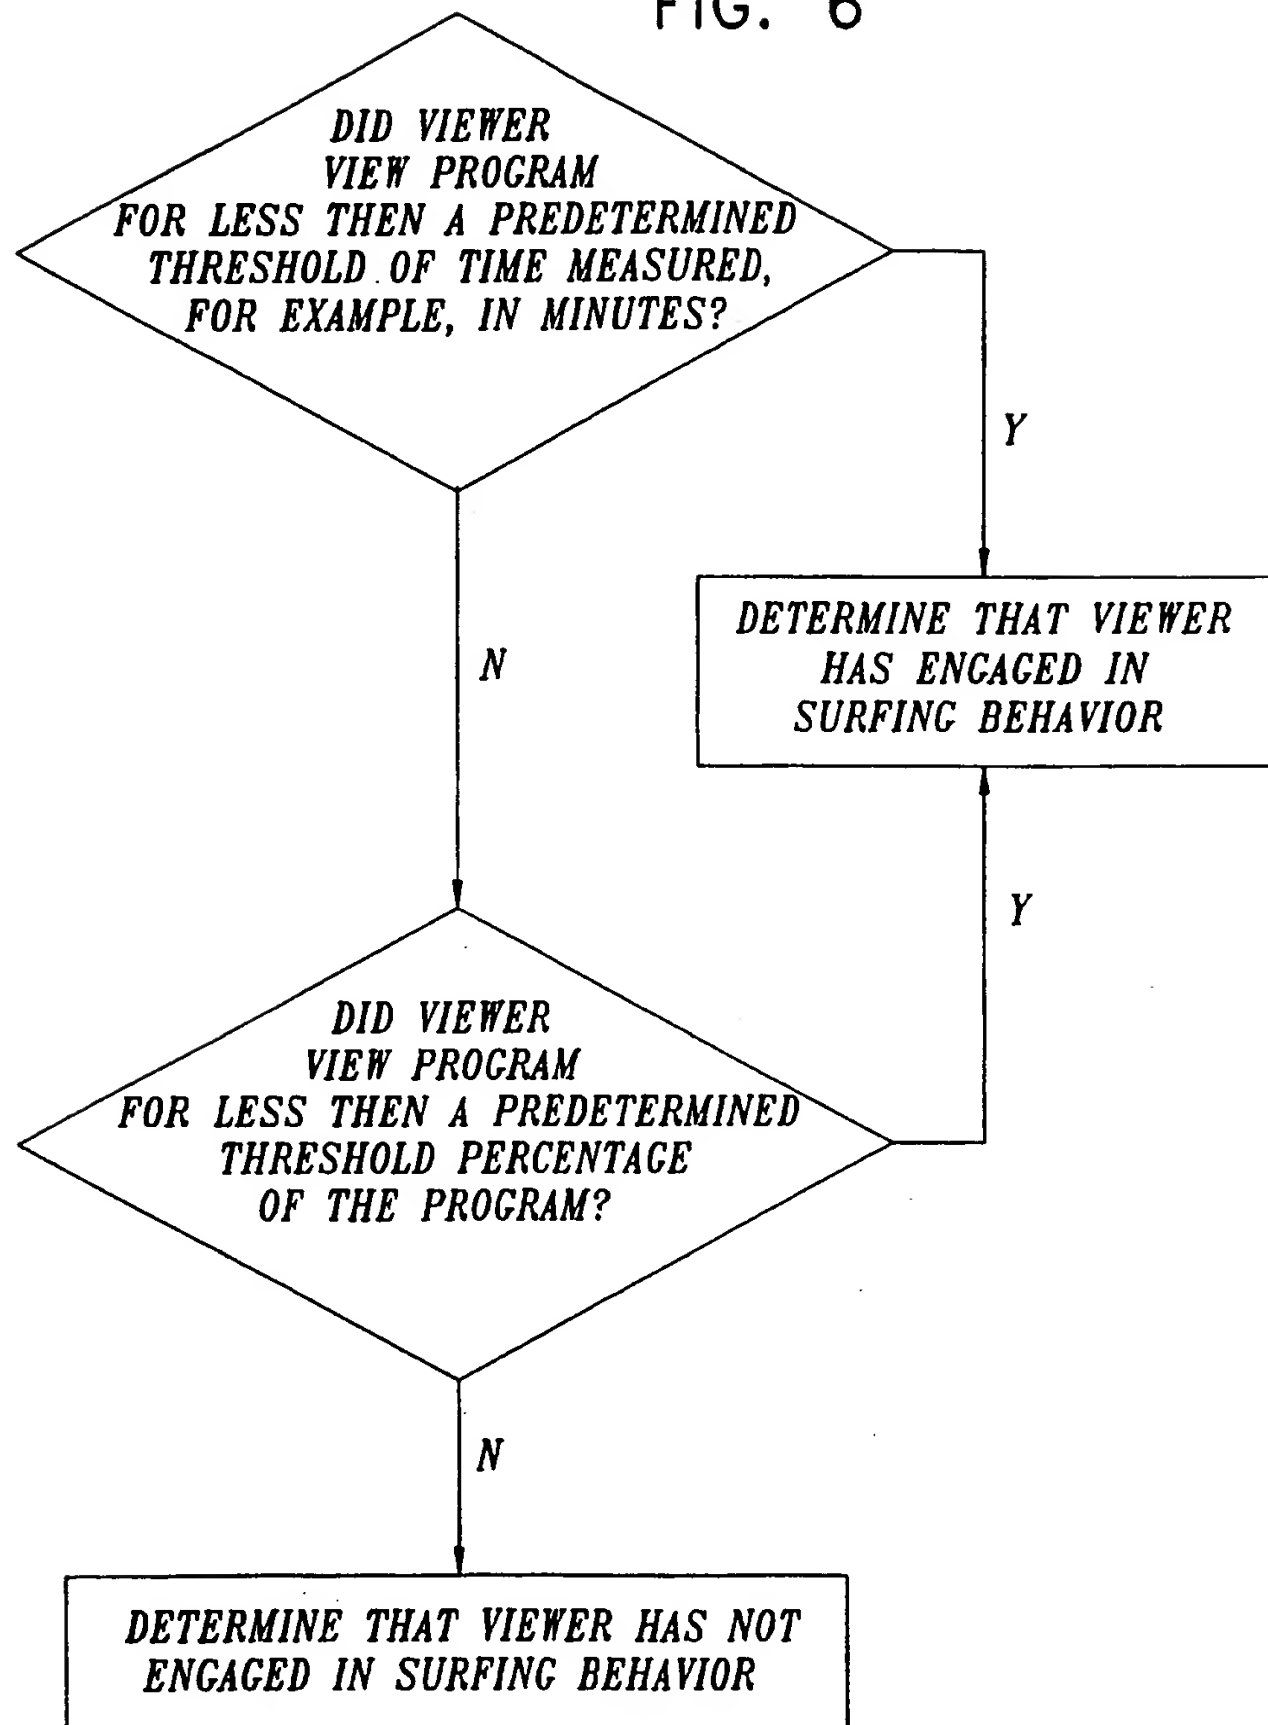 FIG. 6
DID VIEWER
VIEW PROGRAM
FOR LESS THEN A PREDETERMINED
THRESHOLD OF TIME MEASURED,
FOR EXAMPLE, IN MINUTES?
Y
N
DETERMINE THAT VIEWER
HAS ENGAGED IN
SURFING BEHAVIOR
Y
DID VIEWER
VIEW PROGRAM
FOR LESS THEN A PREDETERMINED
THRESHOLD PERCENTAGE
OF THE PROGRAM?
N
DETERMINE THAT VIEWER HAS NOT
ENGAGED IN SURFING BEHAVIOR